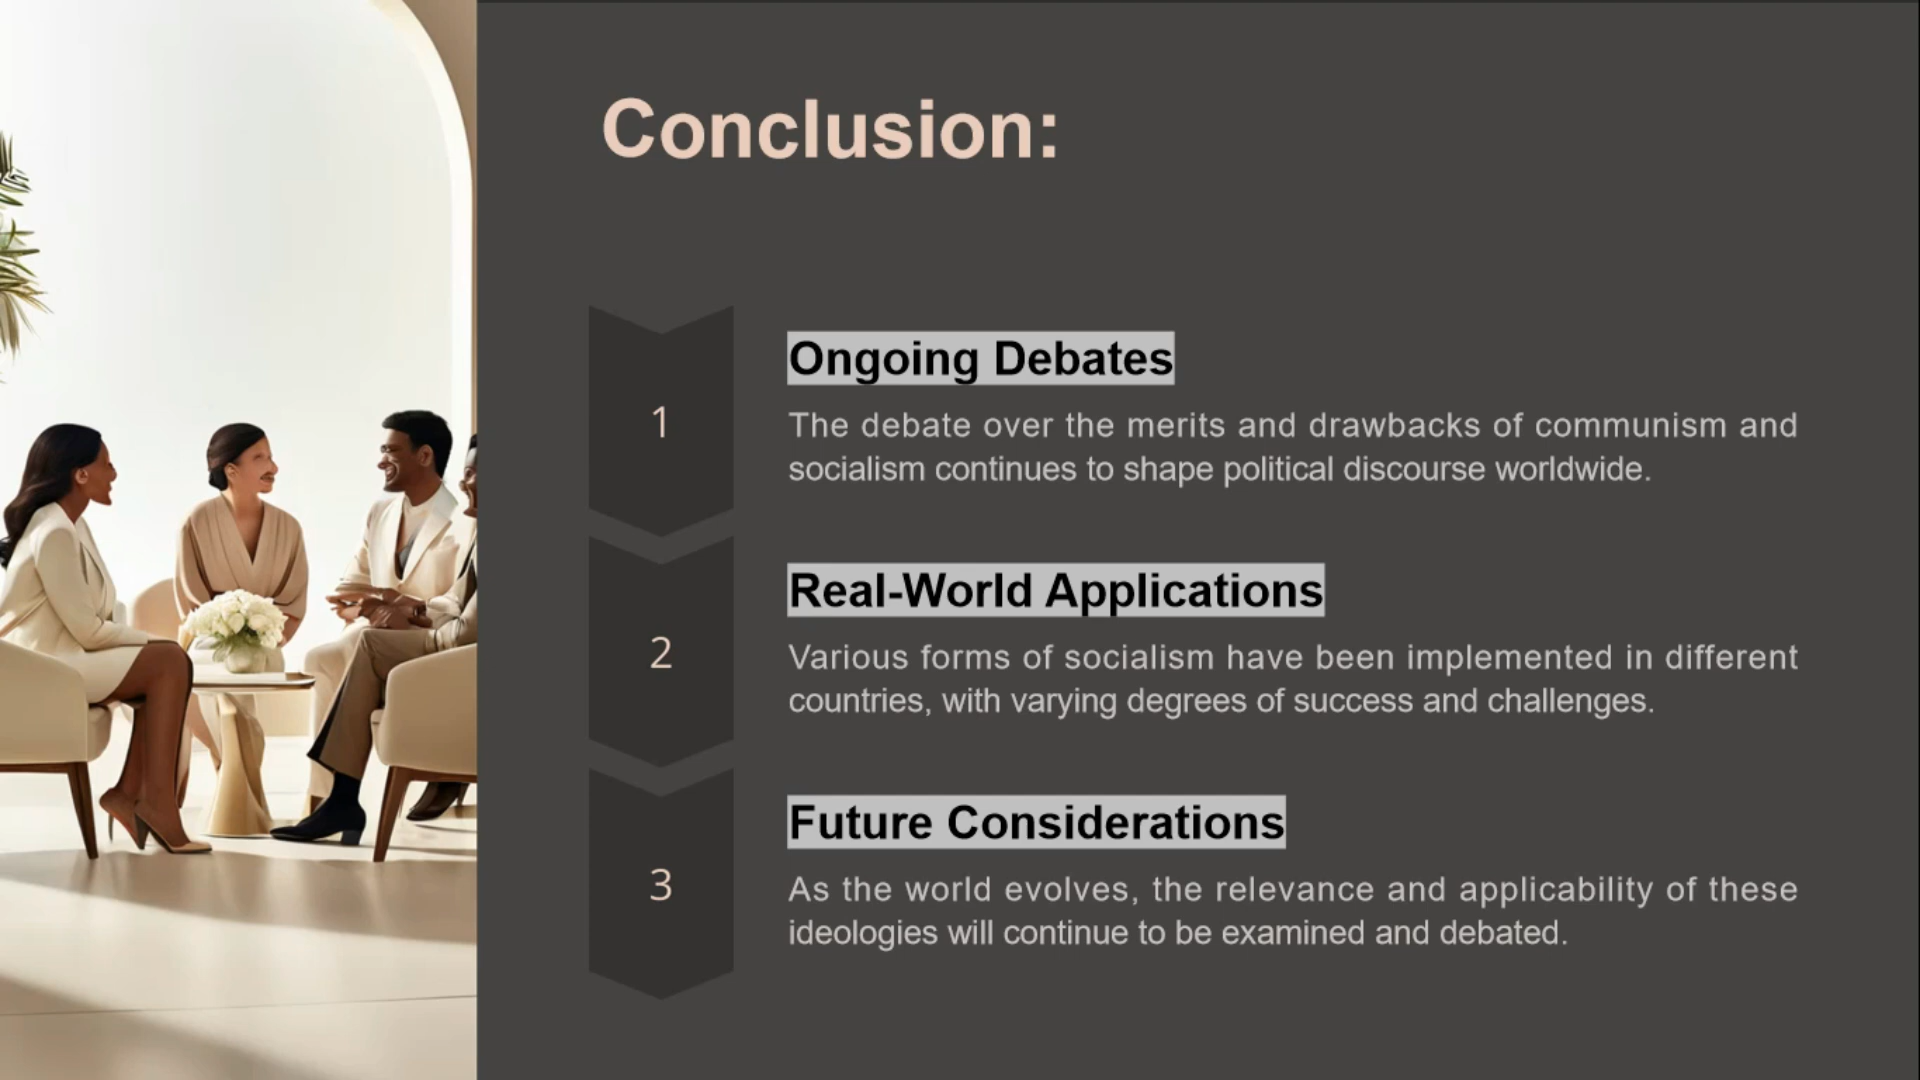 Conclusion:
1
Ongoing Debates
The debate over the merits and drawbacks of communism and
socialism continues to shape political discourse worldwide.
2
Real-World Applications
Various forms of socialism have been implemented in different
countries, with varying degrees of success and challenges.
3
Future Considerations
As the world evolves, the relevance and applicability of these
ideologies will continue to be examined and debated.